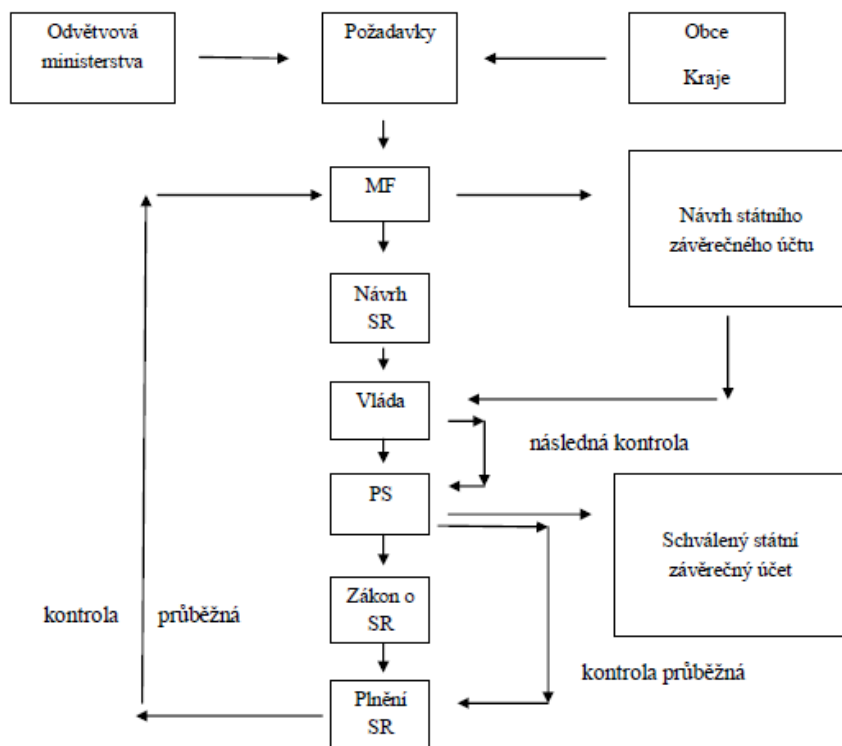 Odvětvová
ministerstva
Požadavky
Obce
Kraje
MF
Návrh státního
závěrečného účtu
Návrh
SR
Vláda
následná kontrola
PS
Schválený státní
závěrečný účet
Zákon o
SR
kontrola průběžná
kontrola průběžná
Plnění
SR